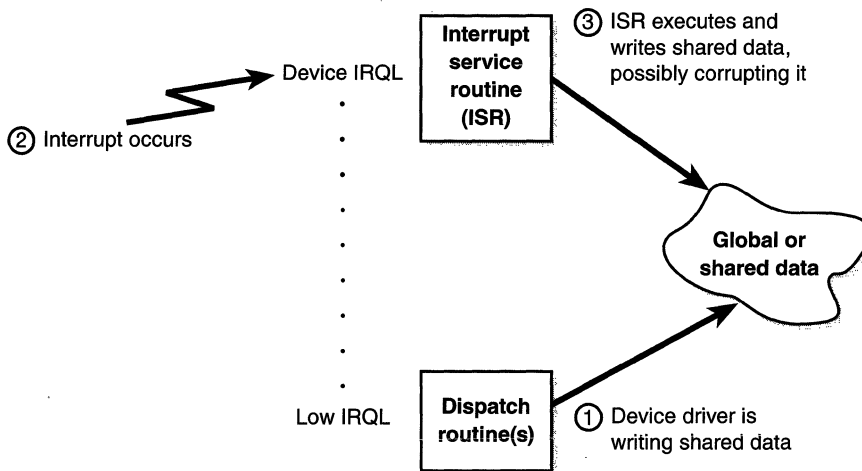 Interrupt
service
routine
(ISR)
③ ISR executes and
writes shared data,
possibly corrupting it
Device IRQL
② Interrupt occurs
Global or
shared data
Low IRQL
Dispatch
routine(s)
① Device driver is
writing shared data